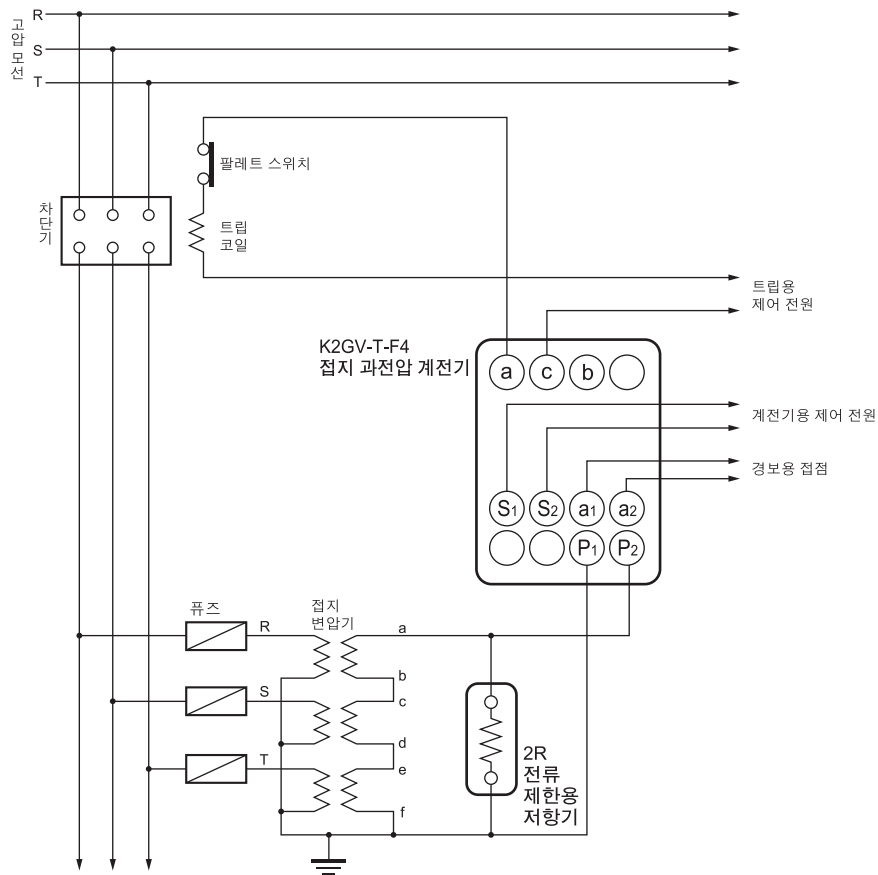 고압 모선
R
S
T
팔레트 스위치
차단기
트립
코일
트립용
제어 전원
K2GV-T-F4
접지 과전압 계전기
a
c
b
계전기용 제어 전원
경보용 접점
S1
S2
a1
a2
P1
P2
퓨즈
접지
변압기
R
a
b
S
c
d
T
e
f
2R
전류
제한용
저항기